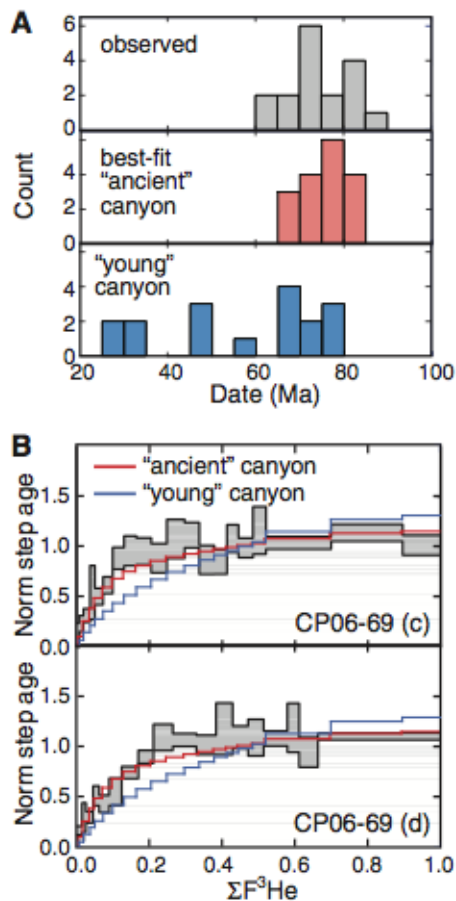 A
6
observed
4
2
0
best-fit
"ancient"
canyon
4
2
0
Count
"young"
canyon
4
2
0
20 40 60 80 100
Date (Ma)
B
"ancient" canyon
"young" canyon
1.5
1.0
0.5
0.0
Norm step age
CP06-69 (c)
1.5
1.0
0.5
0.0
Norm step age
CP06-69 (d)
0.0 0.2 0.4 0.6 0.8 1.0
ΣF³He